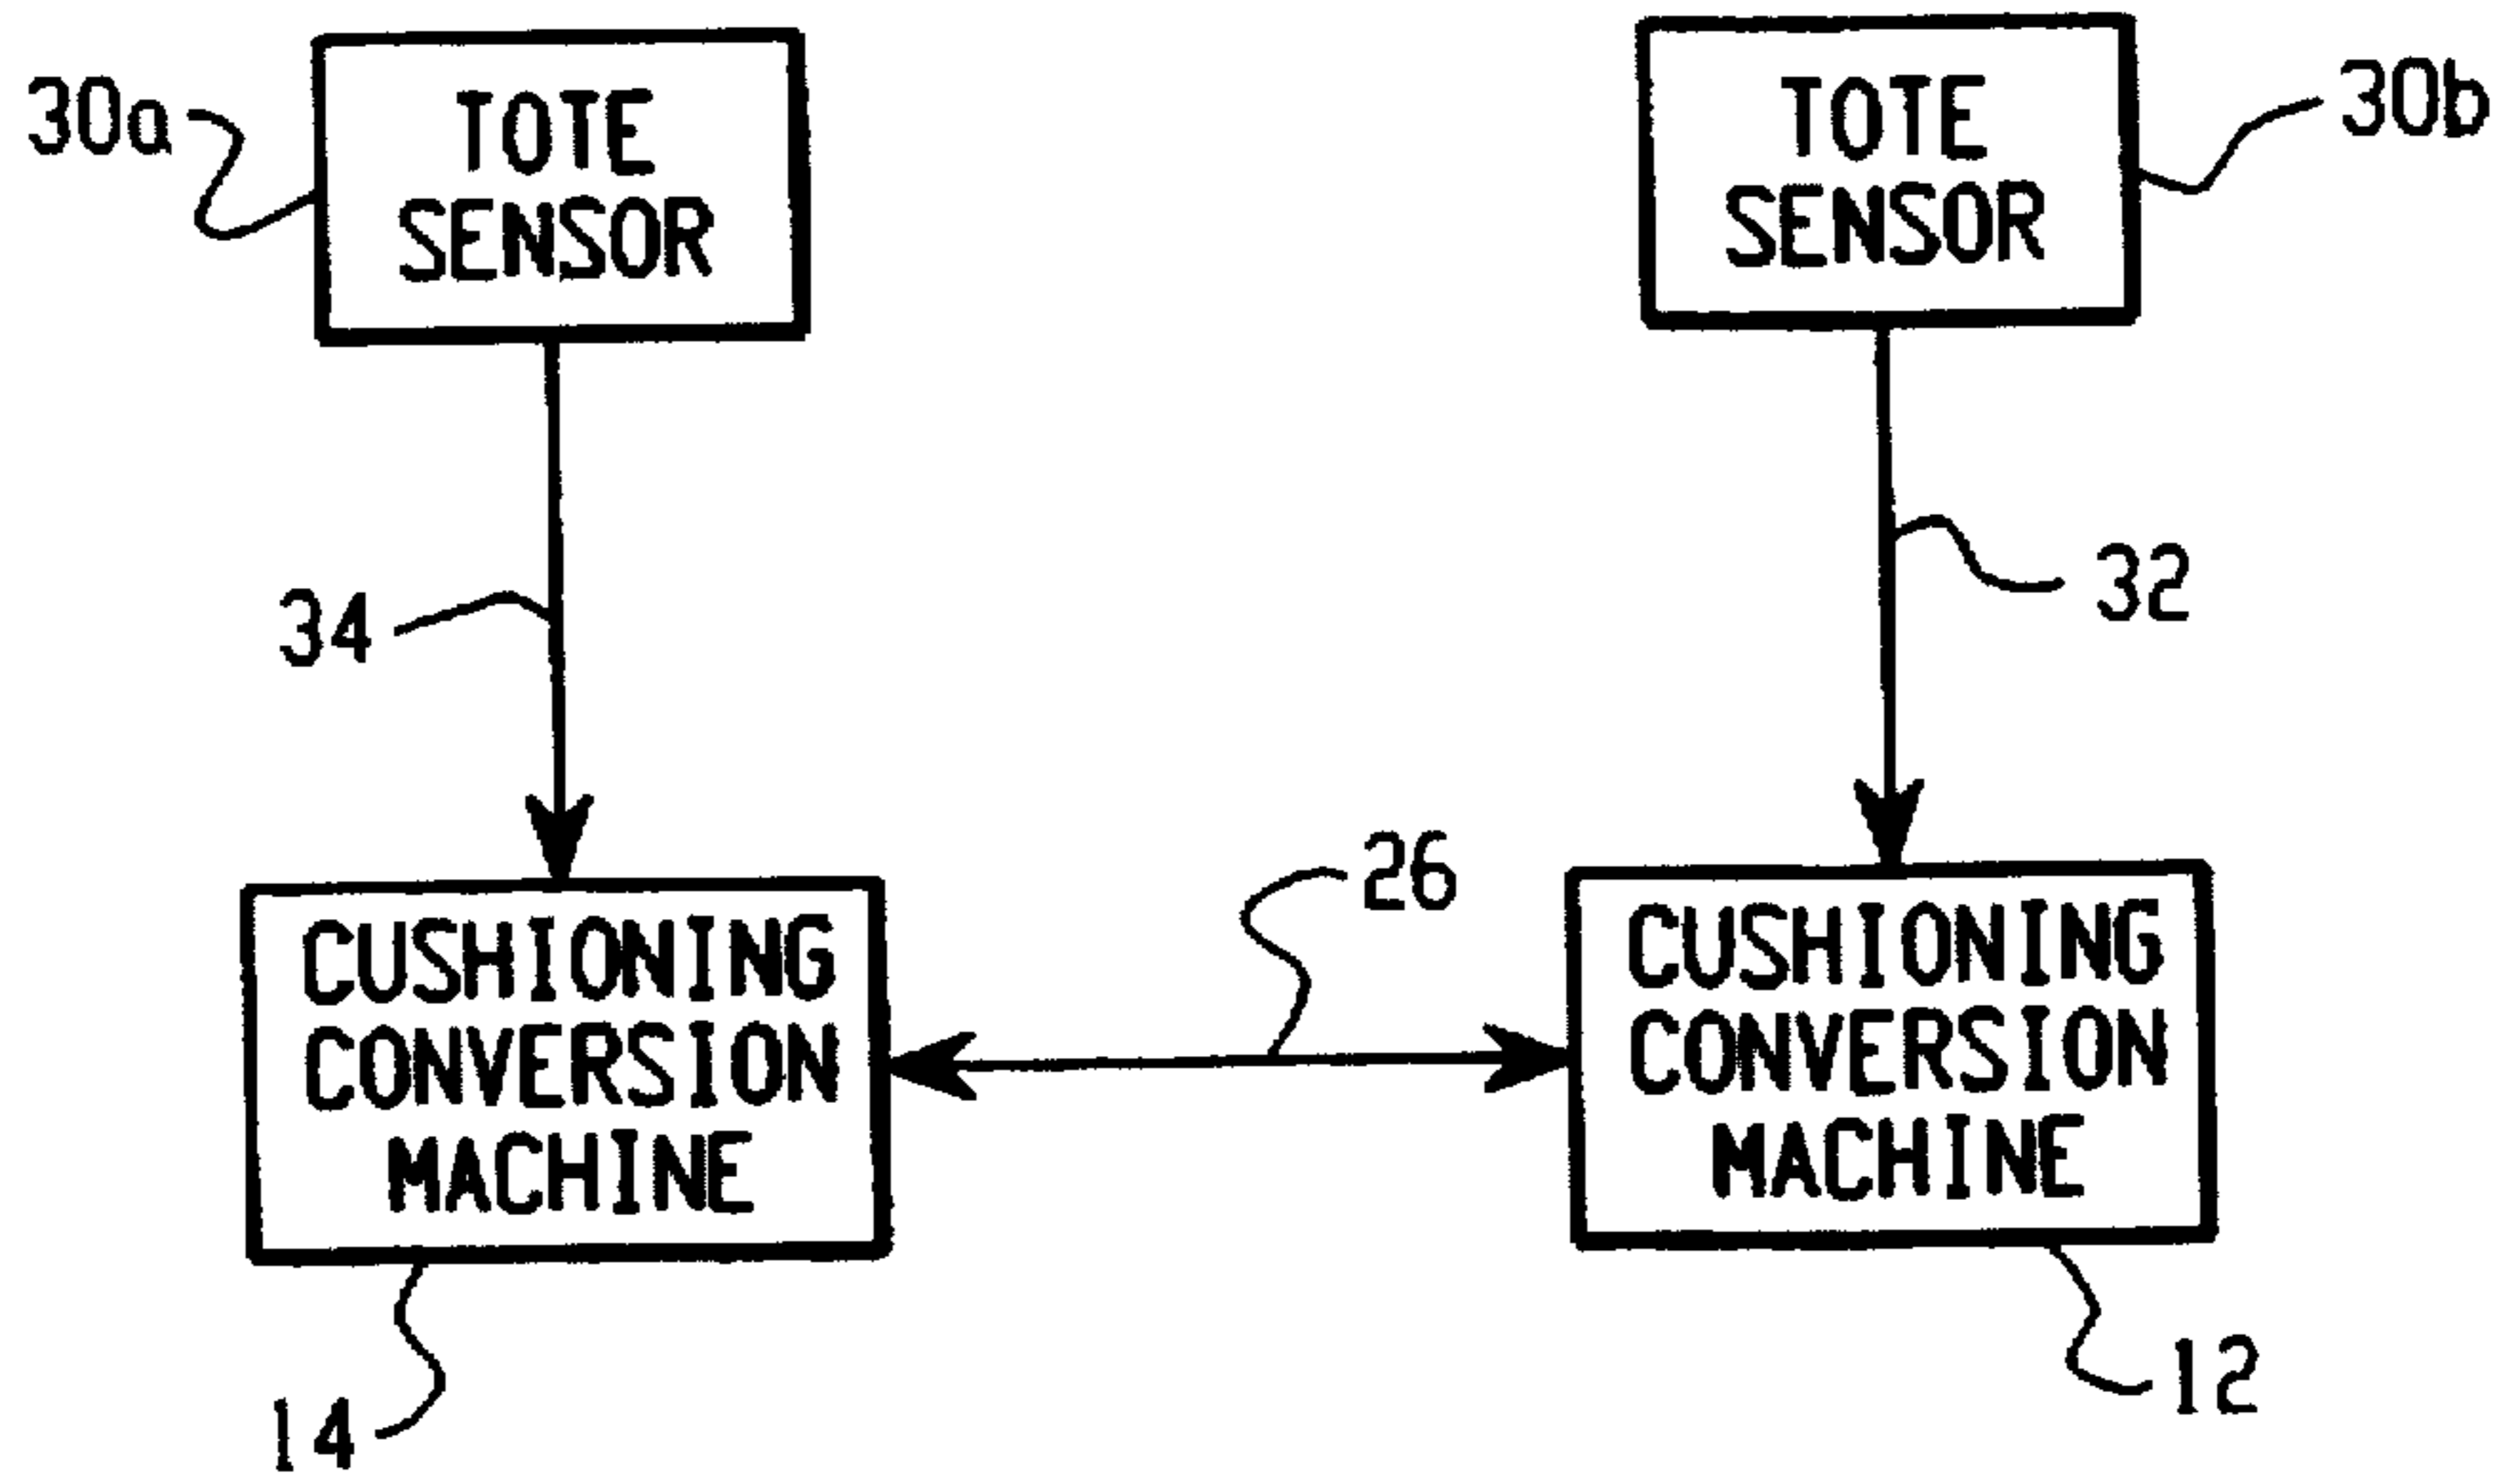 30a
TOTE
SENSOR
TOTE
SENSOR
30b
34
32
26
CUSHIONING
CONVERSION
MACHINE
CUSHIONING
CONVERSION
MACHINE
14
12